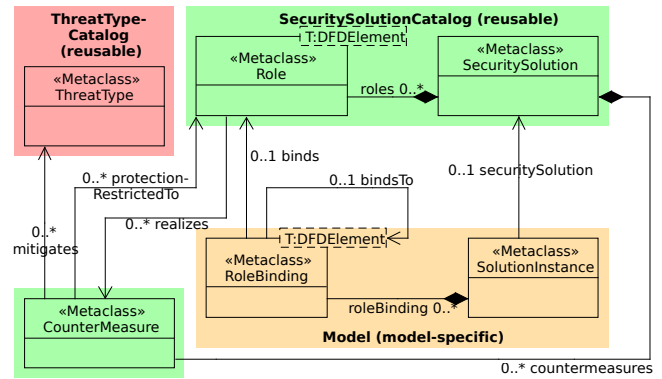 ThreatType-
Catalog
(reusable)
«Metaclass»
ThreatType
SecuritySolutionCatalog (reusable)
T:DFDElement
«Metaclass»
Role
roles 0..*
«Metaclass»
SecuritySolution
0..1 binds
0..* protection-
RestrictedTo
0..1 bindsTo
0..1 securitySolution
0..* realizes
0..*
mitigates
T:DFDElement
«Metaclass»
RoleBinding
«Metaclass»
SolutionInstance
roleBinding 0..*
Model (model-specific)
«Metaclass»
CounterMeasure
0..* countermeasures